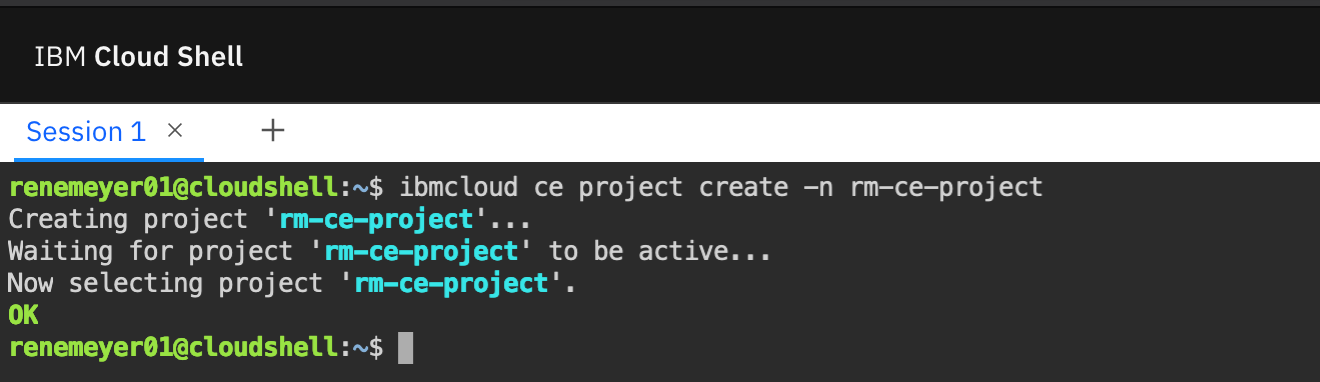 IBM Cloud Shell
Session 1 × +
renemeyer01@cloudshell:~$ ibmcloud ce project create -n rm-ce-project
Creating project 'rm-ce-project'...
Waiting for project 'rm-ce-project' to be active...
Now selecting project 'rm-ce-project'.
OK
renemeyer01@cloudshell:~$